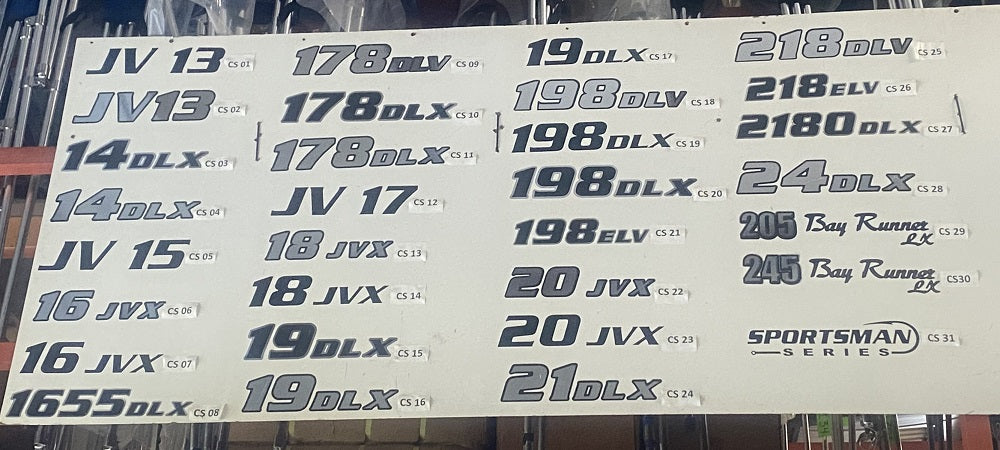 JV 13 CS 01
JV13 CS 02
14DLX CS 03
14DLX CS 04
JV 15 CS 05
16 JVX CS 06
16 JVX CS 07
1655DLX CS 08
178DLV CS 09
178DLX CS 10
178DLX CS 11
JV 17 CS 12
18 JVX CS 13
18 JVX CS 14
19DLX CS 15
19DLX CS 16
19DLX CS 17
198DLV CS 18
198DLX CS 19
198DLX CS 20
198ELV CS 21
20 JVX CS 22
20 JVX CS 23
21DLX CS 24
218DLV CS 25
218ELV CS 26
2180DLX CS 27
24DLX CS 28
205 Bay Runner LX CS 29
245 Bay Runner LX CS30
SPORTSMAN CS 31
SERIES